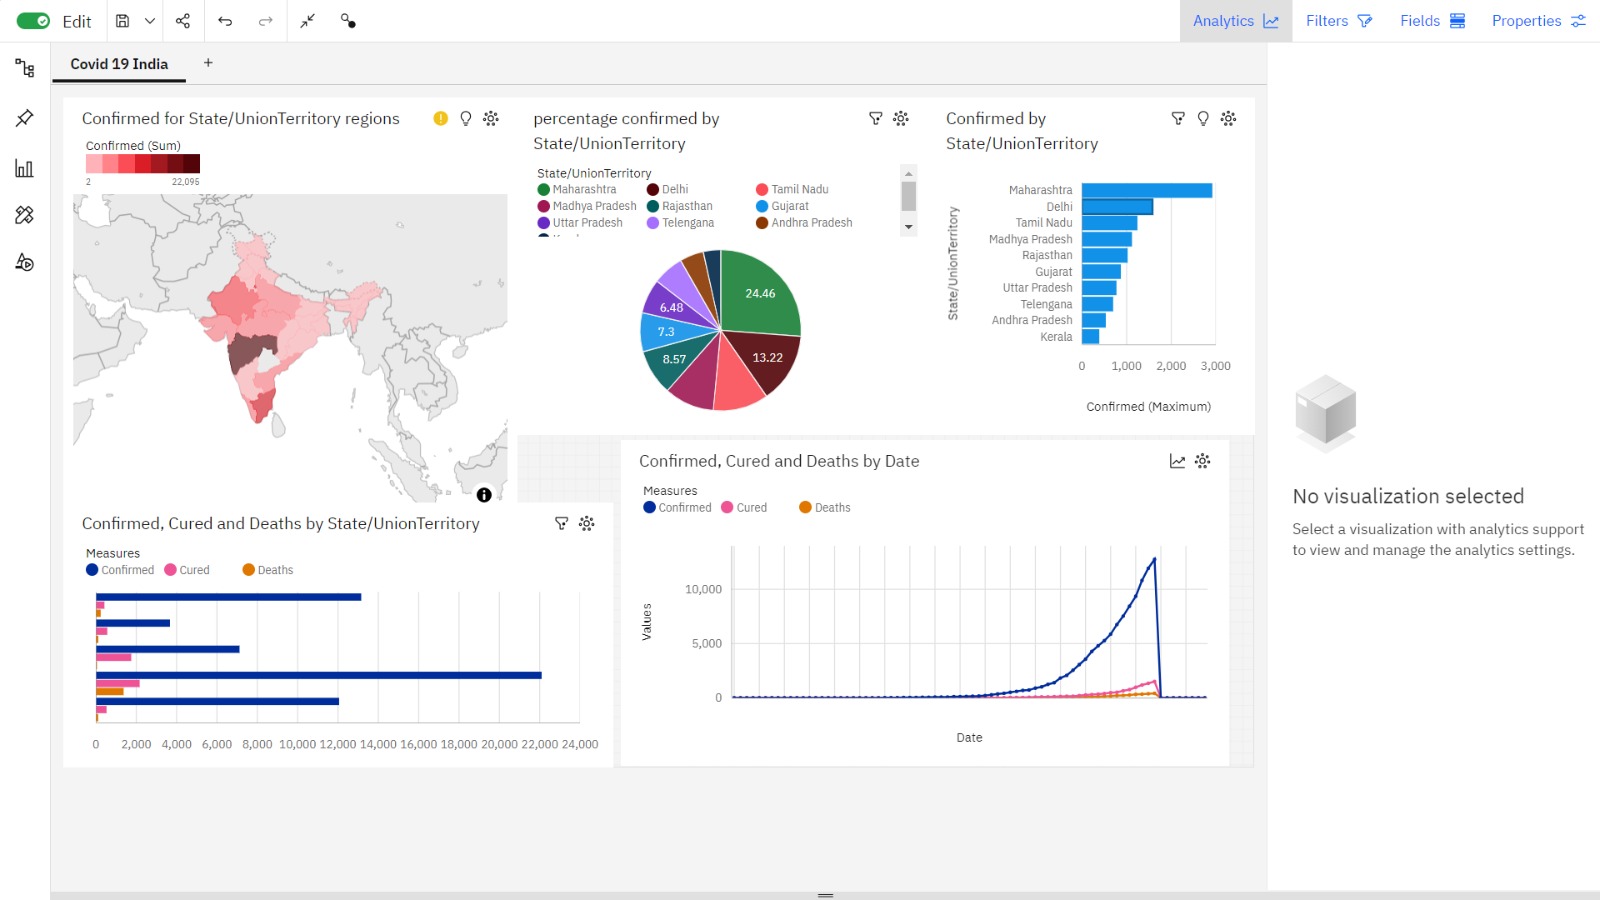 Edit
Analytics
Filters
Fields
Properties
Covid 19 India
+
Confirmed for State/UnionTerritory regions
Confirmed (Sum)
2 22,095
percentage confirmed by
State/UnionTerritory
State/UnionTerritory
Maharashtra Delhi Tamil Nadu
Madhya Pradesh Rajasthan Gujarat
Uttar Pradesh Telengana Andhra Pradesh
24.46
13.22
8.57
7.3
6.48
Confirmed by
State/UnionTerritory
State/UnionTerritory
Maharashtra
Delhi
Tamil Nadu
Madhya Pradesh
Rajasthan
Gujarat
Uttar Pradesh
Telengana
Andhra Pradesh
Kerala
0 1,000 2,000 3,000
Confirmed (Maximum)
Confirmed, Cured and Deaths by State/UnionTerritory
Measures
Confirmed Cured Deaths
0 2,000 4,000 6,000 8,000 10,000 12,000 14,000 16,000 18,000 20,000 22,000 24,000
Confirmed, Cured and Deaths by Date
Measures
Confirmed Cured Deaths
Values
10,000
5,000
0
Date
No visualization selected
Select a visualization with analytics support
to view and manage the analytics settings.